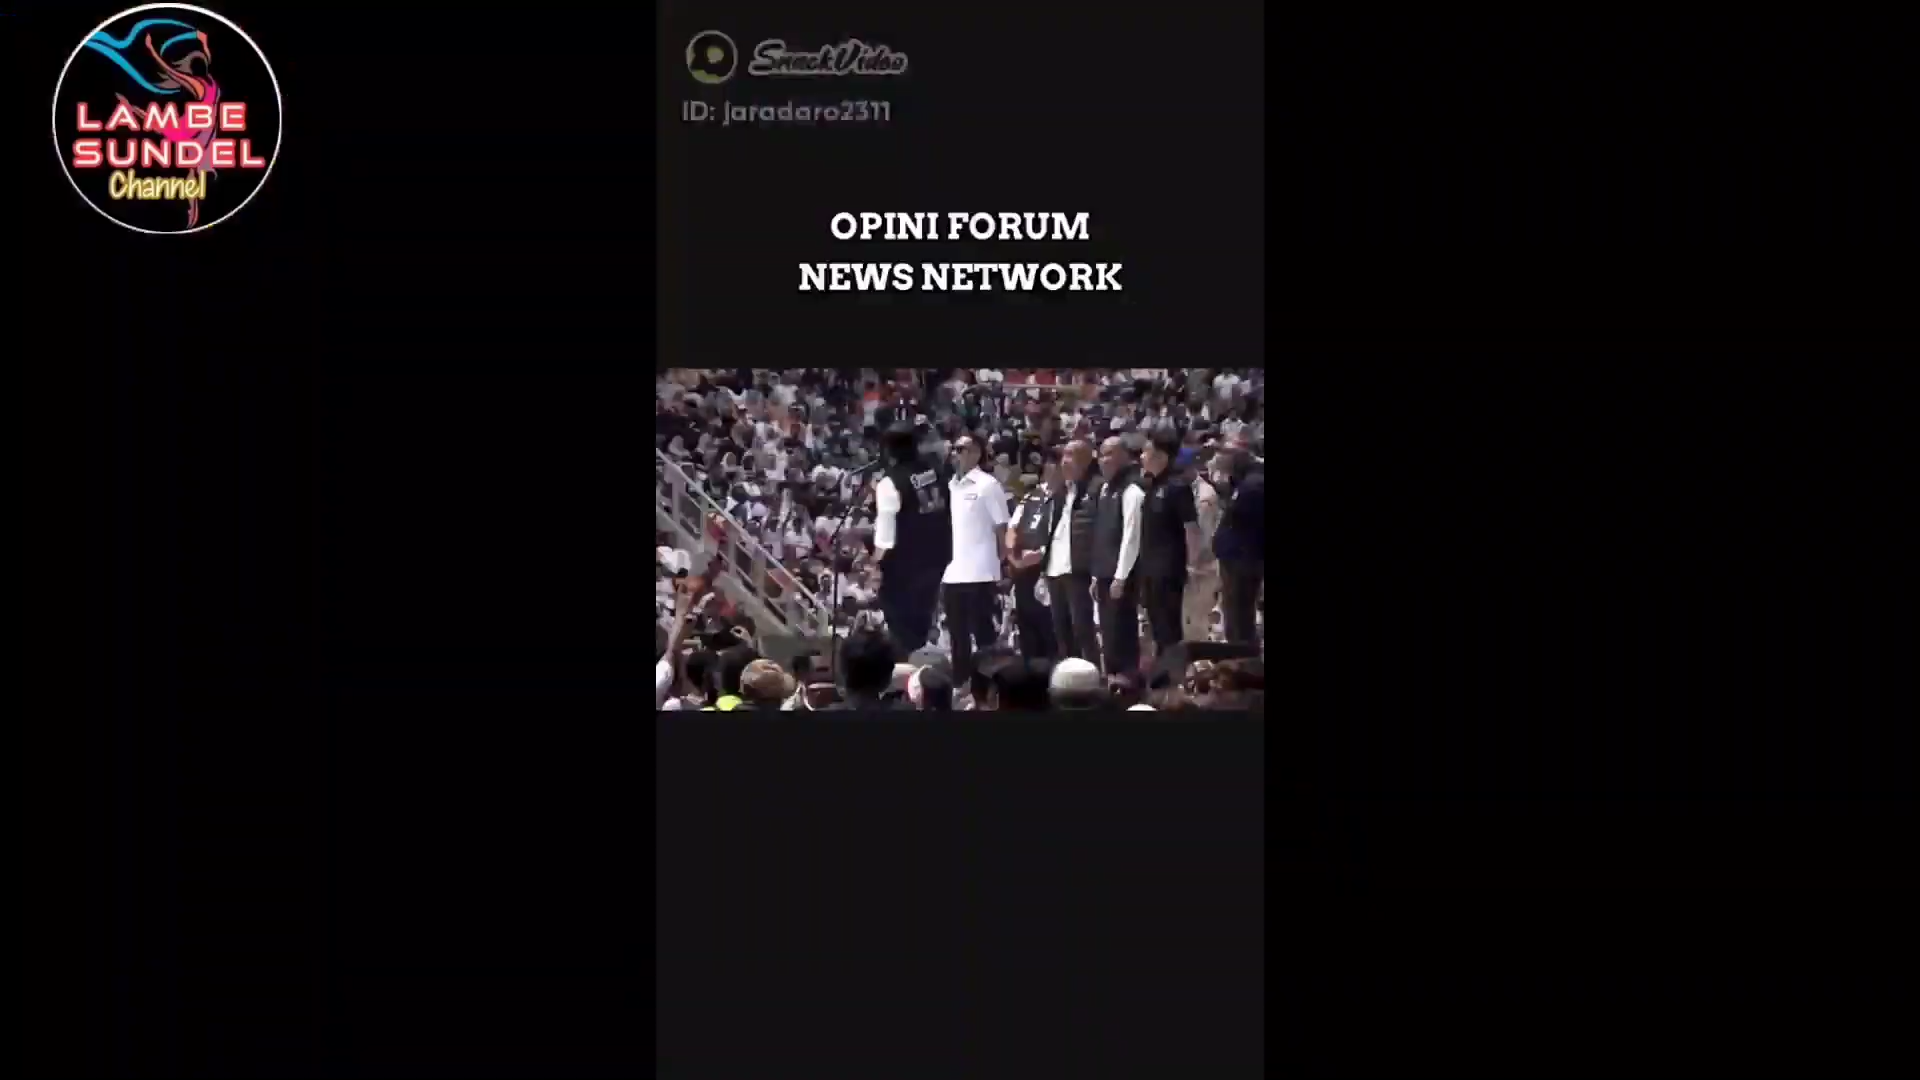 LAMBE
SUNDEL
Channel
SnackVideo
ID: jaradaro2311
OPINI FORUM
NEWS NETWORK